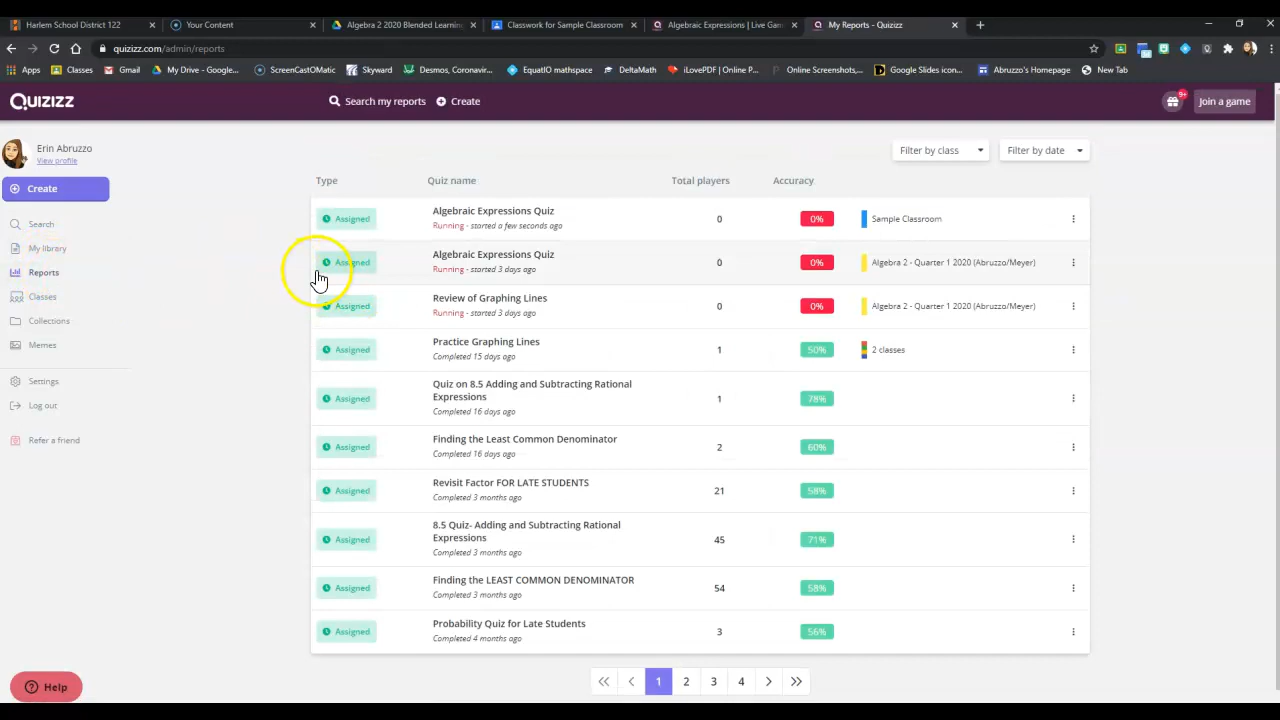 Harlem School District 122
Your Content
Algebra 2 2020 Blended Learning
Classwork for Sample Classroom
Algebraic Expressions | Live Gam
My Reports - Quizizz
quizizz.com/admin/reports
Apps
Classes
Gmail
My Drive - Google...
ScreenCastOMatic
Skyward
Desmos, Coronavir...
EquatIO mathspace
DeltaMath
iLovePDF | Online P...
Online Screenshots,...
Google Slides icon...
Abruzzo's Homepage
New Tab
Quizizz
Search my reports
Create
9+
Join a game
Erin Abruzzo
View profile
Create
Search
My library
Reports
Classes
Collections
Memes
Settings
Log out
Refer a friend
Help
Filter by class
Filter by date
Type Quiz name Total players Accuracy
Assigned Algebraic Expressions Quiz 0 0% Sample Classroom
Running - started a few seconds ago
Assigned Algebraic Expressions Quiz 0 0% Algebra 2 - Quarter 1 2020 (Abruzzo/Meyer)
Running - started 3 days ago
Assigned Review of Graphing Lines 0 0% Algebra 2 - Quarter 1 2020 (Abruzzo/Meyer)
Running - started 3 days ago
Assigned Practice Graphing Lines 1 50% 2 classes
Completed 15 days ago
Assigned Quiz on 8.5 Adding and Subtracting Rational 1 78%
Expressions
Completed 16 days ago
Assigned Finding the Least Common Denominator 2 60%
Completed 16 days ago
Assigned Revisit Factor FOR LATE STUDENTS 21 58%
Completed 3 months ago
Assigned 8.5 Quiz- Adding and Subtracting Rational 45 71%
Expressions
Completed 3 months ago
Assigned Finding the LEAST COMMON DENOMINATOR 54 58%
Completed 3 months ago
Assigned Probability Quiz for Late Students 3 56%
Completed 4 months ago
1 2 3 4